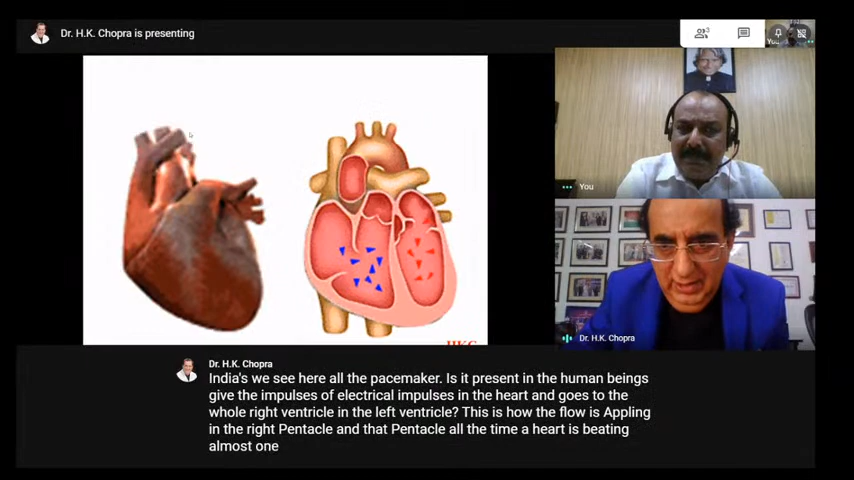 Dr. H.K. Chopra is presenting
3
You
You
Dr. H.K. Chopra
HKC
Dr. H.K. Chopra
India's we see here all the pacemaker. Is it present in the human beings
give the impulses of electrical impulses in the heart and goes to the
whole right ventricle in the left ventricle? This is how the flow is Appling
in the right Pentacle and that Pentacle all the time a heart is beating
almost one